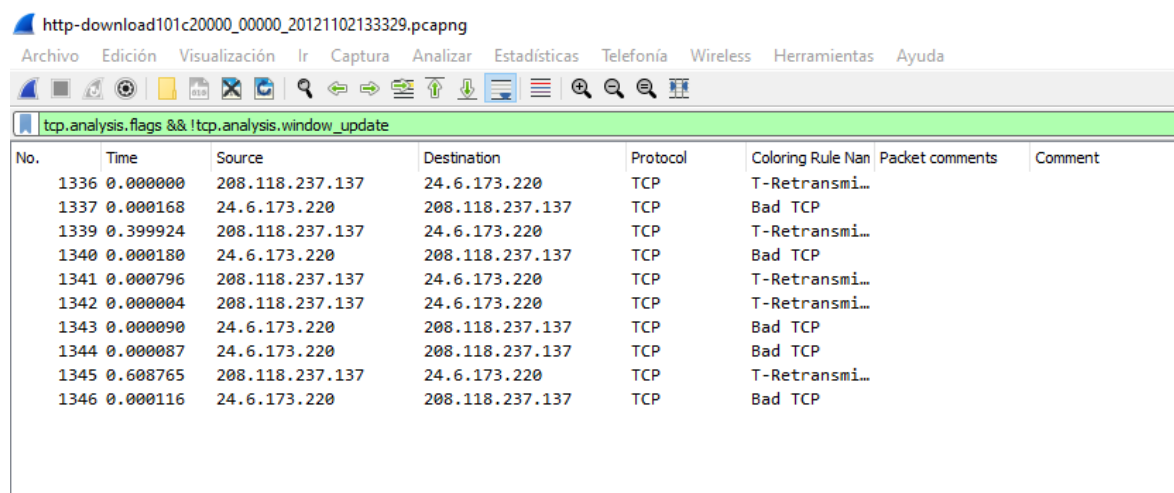 http-download101c20000_00000_20121102133329.pcapng
Archivo Edición Visualización Ir Captura Analizar Estadísticas Telefonía Wireless Herramientas Ayuda
tcp.analysis.flags && !tcp.analysis.window_update
No. Time Source Destination Protocol Coloring Rule Nan Packet comments Comment
1336 0.000000 208.118.237.137 24.6.173.220 TCP T-Retransmi…
1337 0.000168 24.6.173.220 208.118.237.137 TCP Bad TCP
1339 0.399924 208.118.237.137 24.6.173.220 TCP T-Retransmi…
1340 0.000180 24.6.173.220 208.118.237.137 TCP Bad TCP
1341 0.000796 208.118.237.137 24.6.173.220 TCP T-Retransmi…
1342 0.000004 208.118.237.137 24.6.173.220 TCP T-Retransmi…
1343 0.000090 24.6.173.220 208.118.237.137 TCP Bad TCP
1344 0.000087 24.6.173.220 208.118.237.137 TCP Bad TCP
1345 0.608765 208.118.237.137 24.6.173.220 TCP T-Retransmi…
1346 0.000116 24.6.173.220 208.118.237.137 TCP Bad TCP